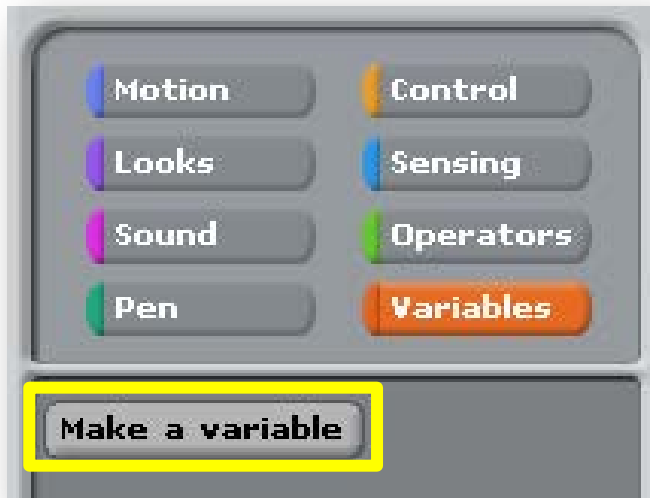 Motion
Control
Looks
Sensing
Sound
Operators
Pen
Variables
Make a variable